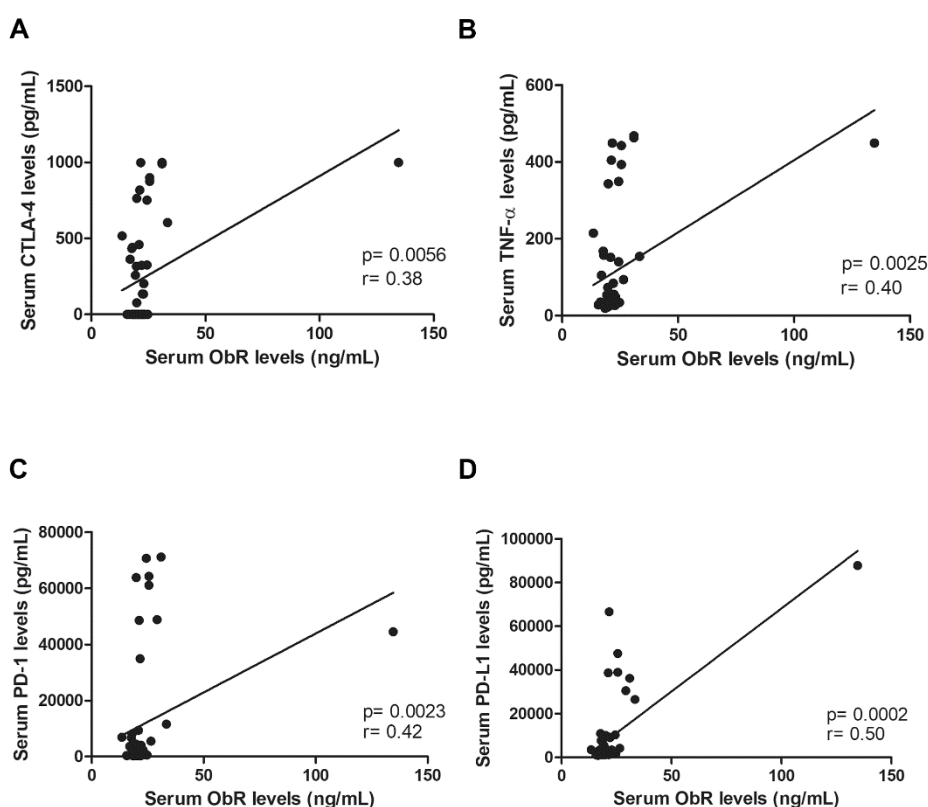 A
Serum CTLA-4 levels (pg/mL)
1500
1000
500
0
0
50
100
150
p= 0.0056
r= 0.38
Serum ObR levels (ng/mL)
B
Serum TNF-α levels (pg/mL)
600
400
200
0
0
50
100
150
p= 0.0025
r= 0.40
Serum ObR levels (ng/mL)
C
Serum PD-1 levels (pg/mL)
80000
60000
40000
20000
0
0
50
100
150
p= 0.0023
r= 0.42
Serum ObR levels (ng/mL)
D
Serum PD-L1 levels (pg/mL)
100000
80000
60000
40000
20000
0
0
50
100
150
p= 0.0002
r= 0.50
Serum ObR levels (ng/mL)